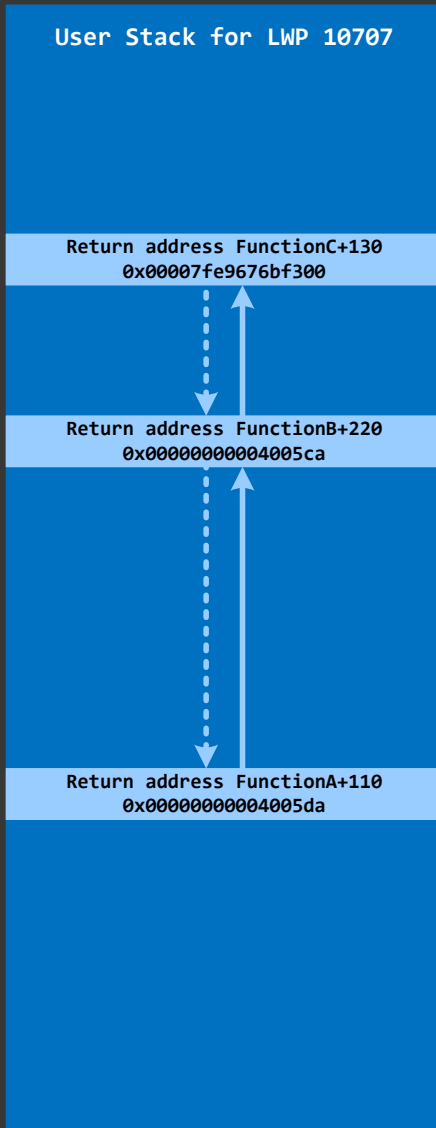 User Stack for LWP 10707
Return address FunctionC+130
0x00007fe9676bf300
Return address FunctionB+220
0x00000000004005ca
Return address FunctionA+110
0x00000000004005da